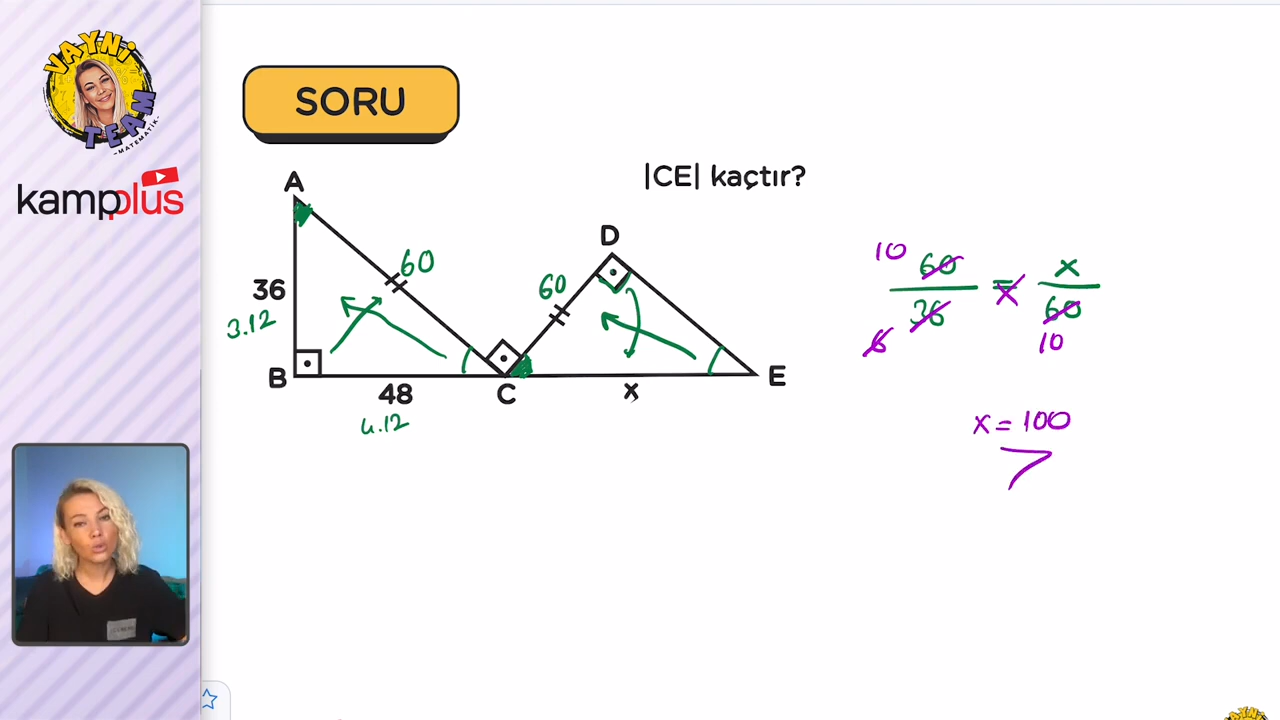 VAYNİ
TEAM
-MATEMATİK-
kampplus
SORU
|CE| kaçtır?
A
60
36
3.12
B
48
4.12
C
60
D
x
E
10
60
36
6
=
x
60
10
x = 100